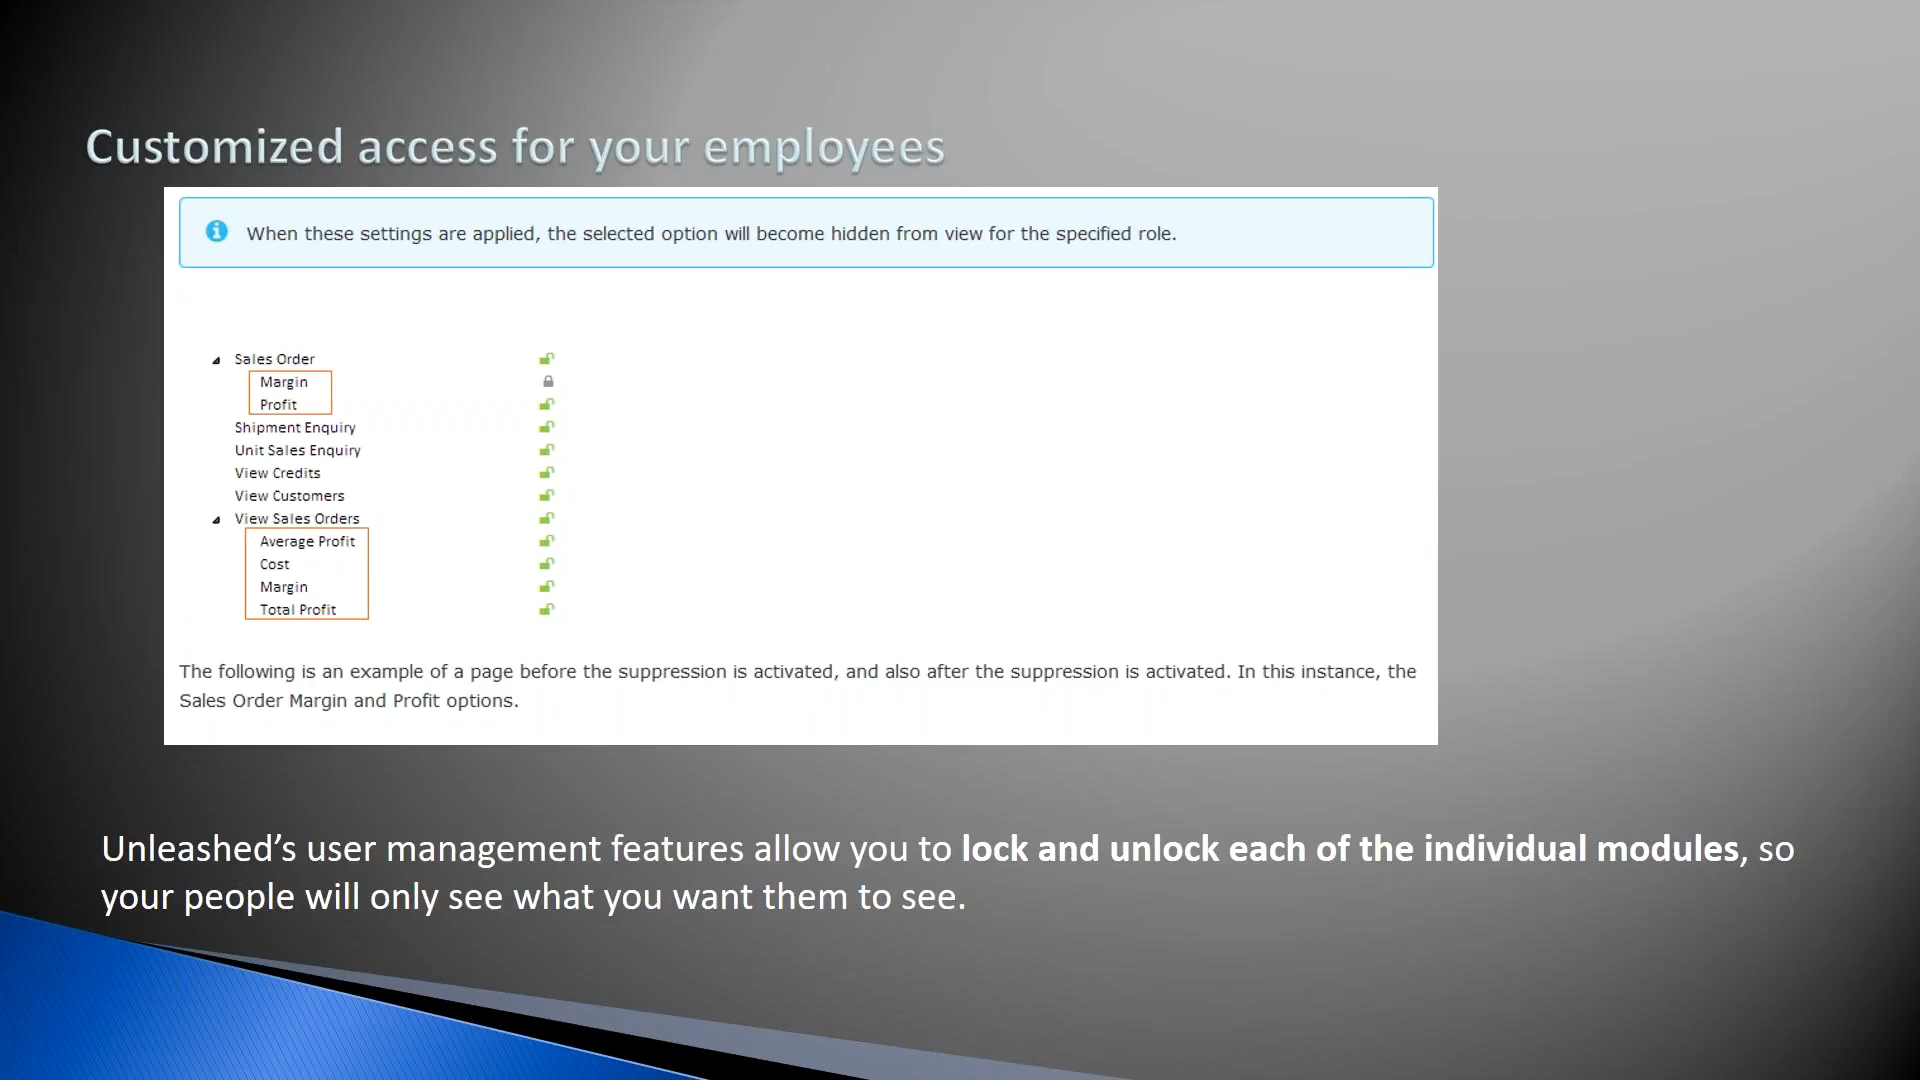 Customized access for your employees
When these settings are applied, the selected option will become hidden from view for the specified role.
Sales Order
Margin
Profit
Shipment Enquiry
Unit Sales Enquiry
View Credits
View Customers
View Sales Orders
Average Profit
Cost
Margin
Total Profit
The following is an example of a page before the suppression is activated, and also after the suppression is activated. In this instance, the
Sales Order Margin and Profit options.
Unleashed’s user management features allow you to lock and unlock each of the individual modules, so
your people will only see what you want them to see.